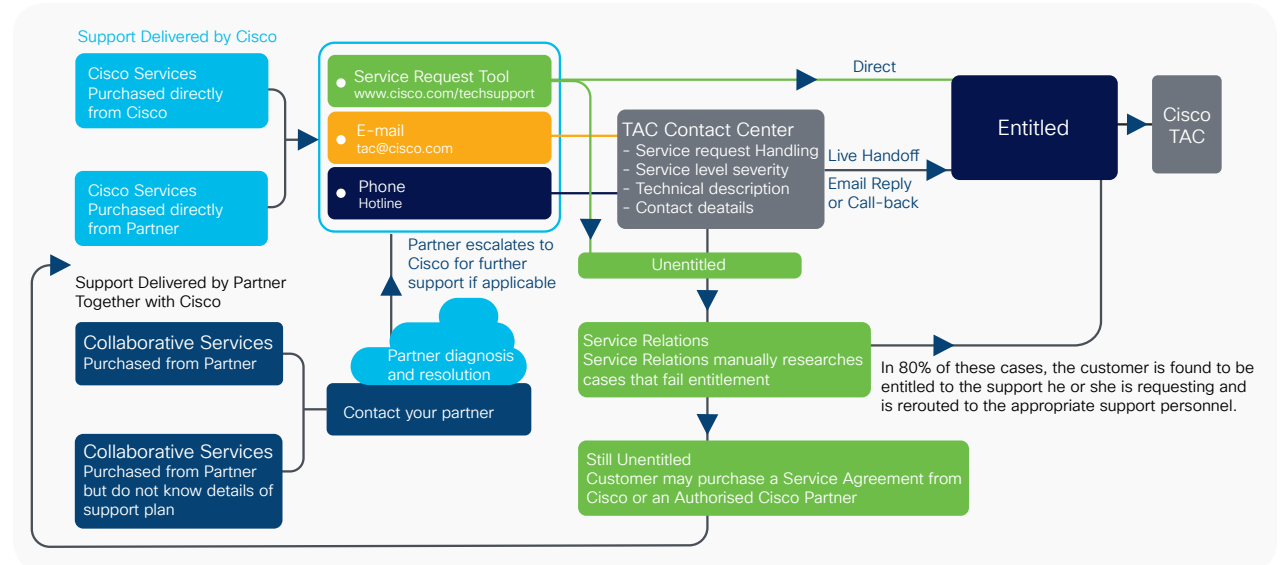 Support Delivered by Cisco
Cisco Services
Purchased directly
from Cisco
Cisco Services
Purchased directly
from Partner
Service Request Tool
www.cisco.com/techsupport
E-mail
tac@cisco.com
Phone
Hotline
Direct
TAC Contact Center
- Service request Handling
- Service level severity
- Technical description
- Contact deatails
Live Handoff
Email Reply
or Call-back
Entitled
Cisco
TAC
Partner escalates to
Cisco for further
support if applicable
Unentitled
Support Delivered by Partner
Together with Cisco
Collaborative Services
Purchased from Partner
Collaborative Services
Purchased from Partner
but do not know details of
support plan
Partner diagnosis
and resolution
Contact your partner
Service Relations
Service Relations manually researches
cases that fail entitlement
In 80% of these cases, the customer is found to be
entitled to the support he or she is requesting and
is rerouted to the appropriate support personnel.
Still Unentitled
Customer may purchase a Service Agreement from
Cisco or an Authorised Cisco Partner